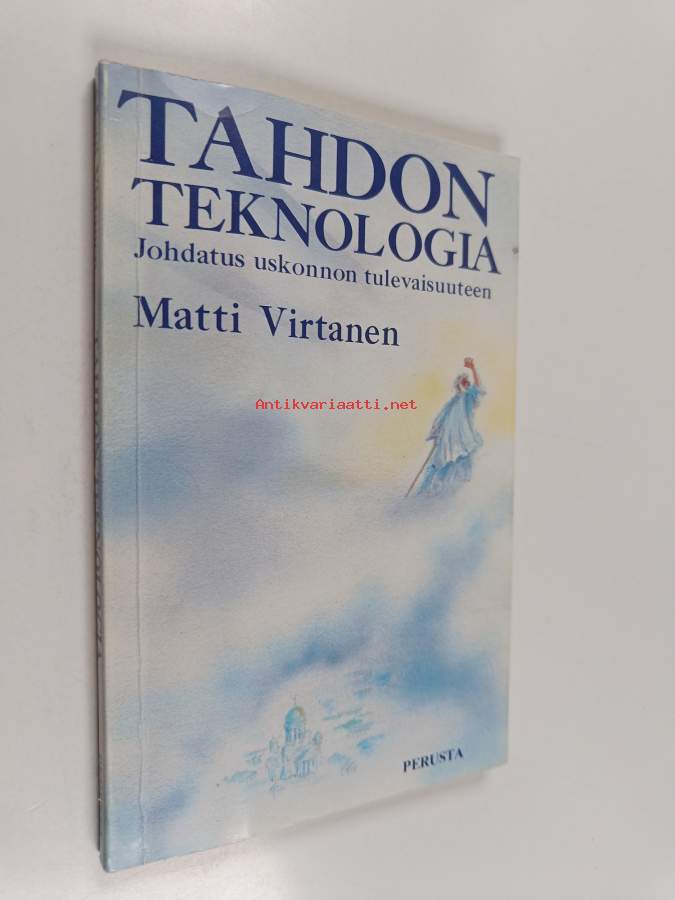 TAHDON
TEKNOLOGIA
Johdatus uskonnon tulevaisuuteen
Matti Virtanen
Antikvariaatti.net
PERUSTA